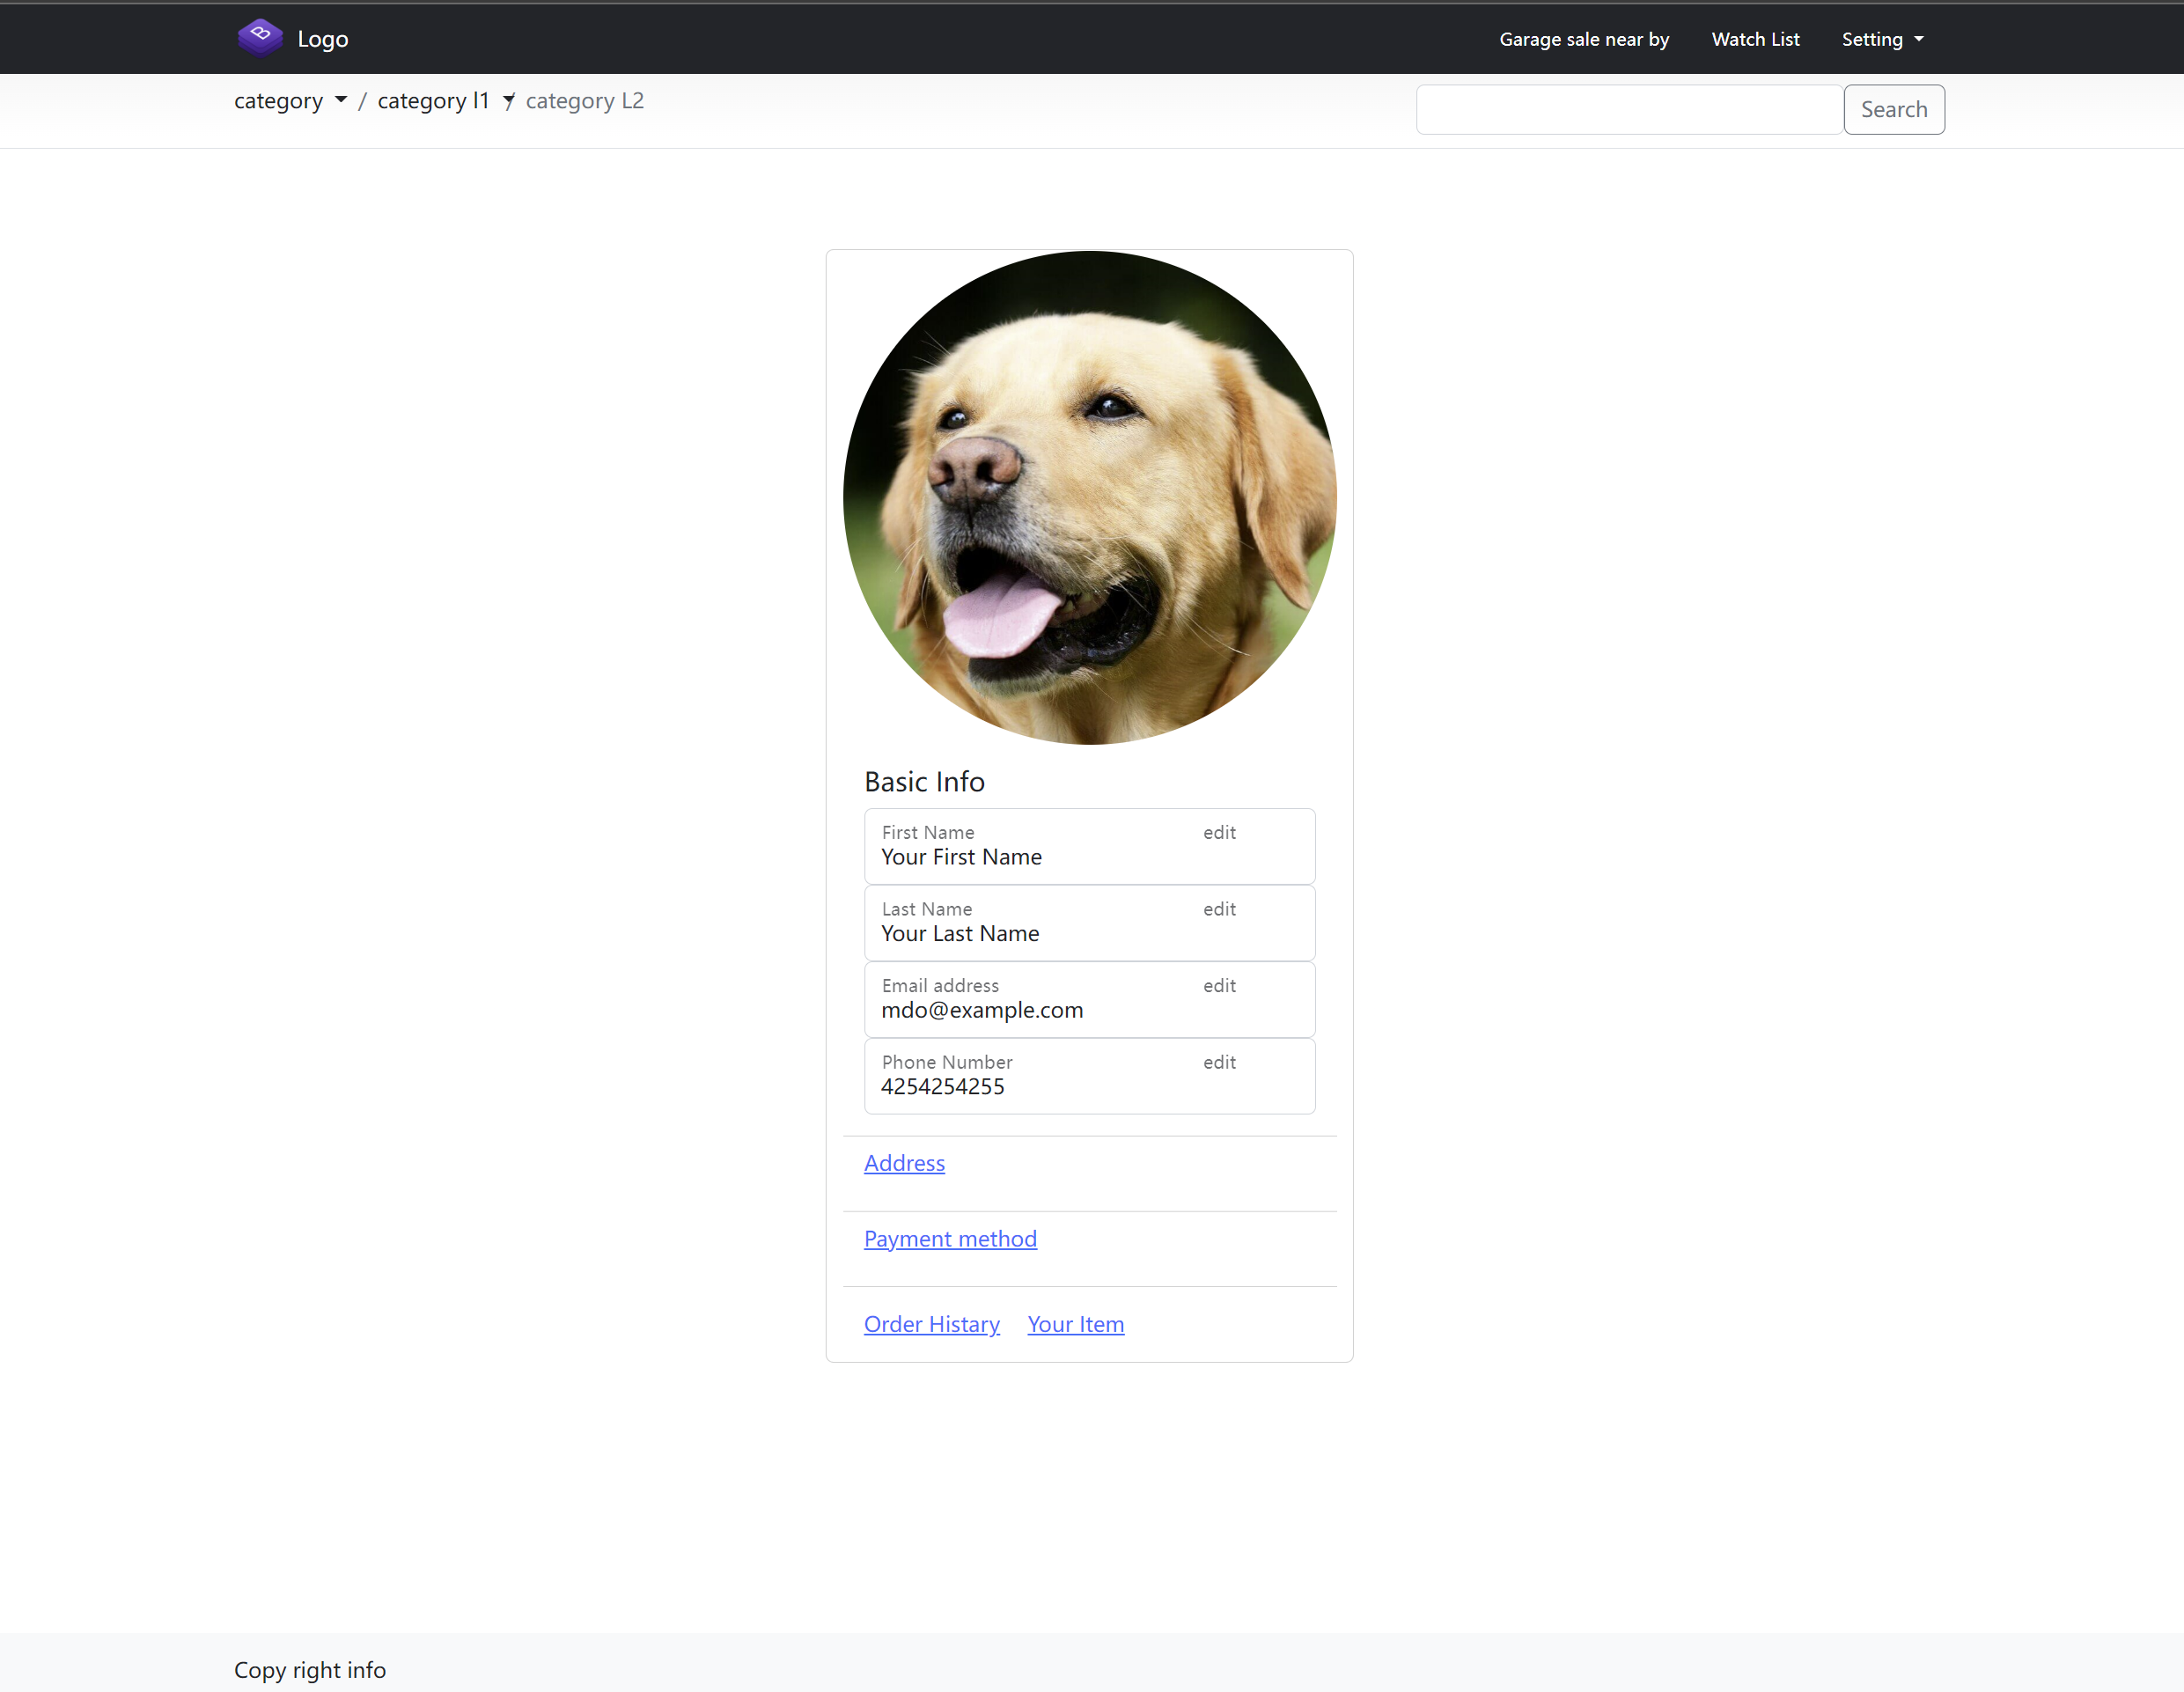 Logo Garage sale near by Watch List Setting
category / category l1 / category L2 Search
Basic Info
First Name edit
Your First Name
Last Name edit
Your Last Name
Email address edit
mdo@example.com
Phone Number edit
4254254255
Address
Payment method
Order Histary Your Item
Copy right info